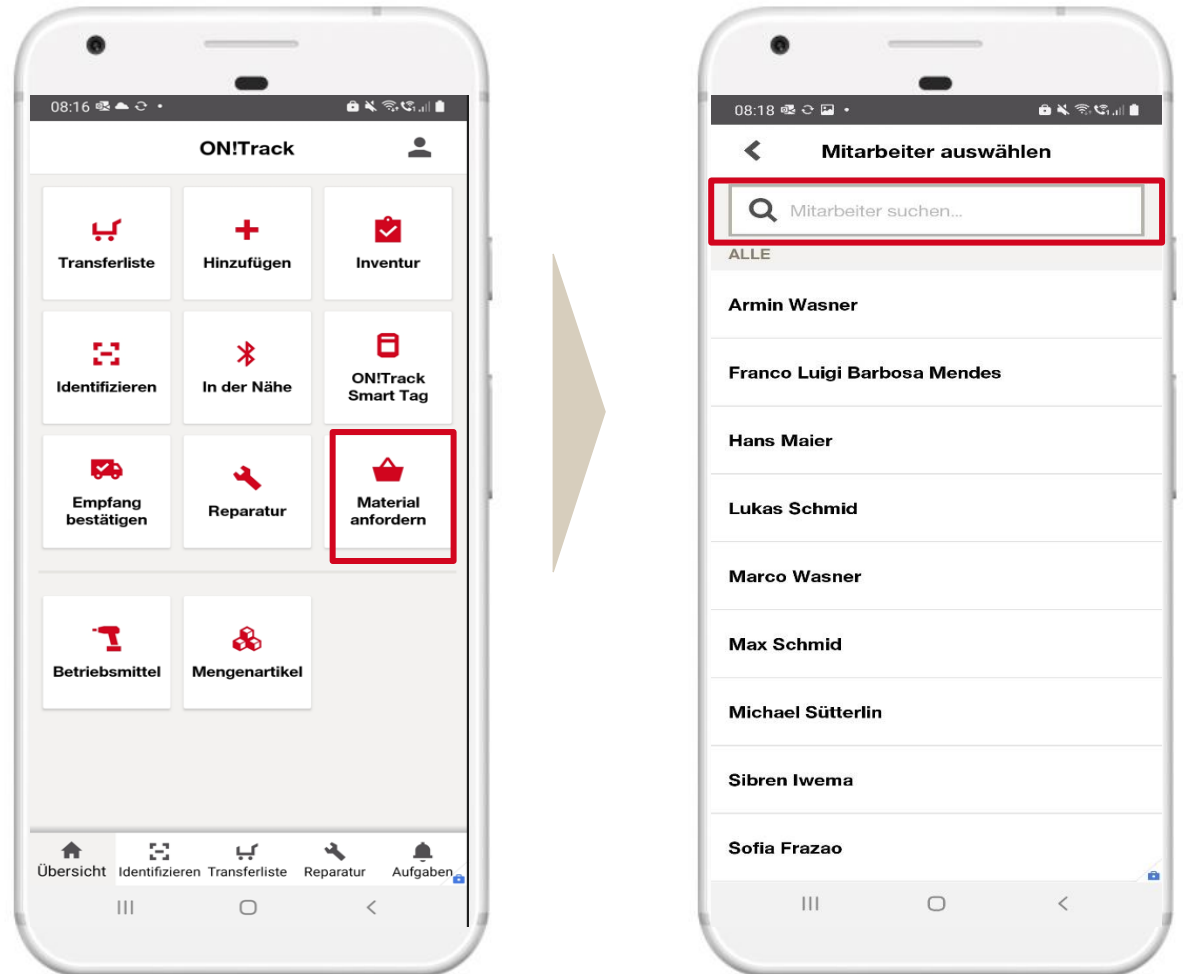 08:16
ON!Track
Transferliste
Hinzufügen
Inventur
Identifizieren
In der Nähe
ON!Track
Smart Tag
Empfang
bestätigen
Reparatur
Material
anfordern
Betriebsmittel
Mengenartikel
Übersicht
Identifizieren
Transferliste
Reparatur
Aufgaben
08:18
Mitarbeiter auswählen
Mitarbeiter suchen...
ALLE
Armin Wasner
Franco Luigi Barbosa Mendes
Hans Maier
Lukas Schmid
Marco Wasner
Max Schmid
Michael Sütterlin
Sibren Iwema
Sofia Frazao